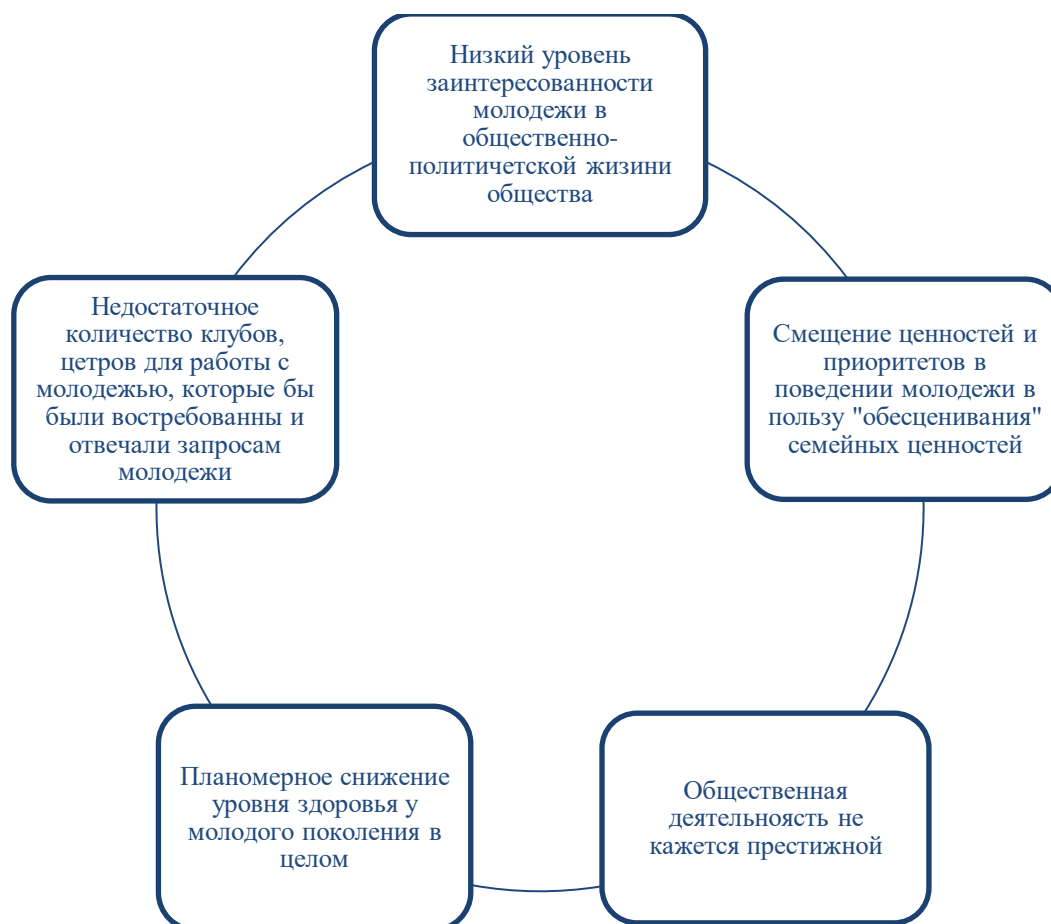 Низкий уровень
заинтересованности
молодежи в
общественно-
политичетской жизини
общества
Смещение ценностей и
приоритетов в
поведении молодежи в
пользу "обесценивания"
семейных ценностей
Общественная
деятельноясть не
кажется престижной
Планомерное снижение
уровня здоровья у
молодого поколения в
целом
Недостаточное
количество клубов,
цетров для работы с
молодежью, которые бы
были востребованны и
отвечали запросам
молодежи